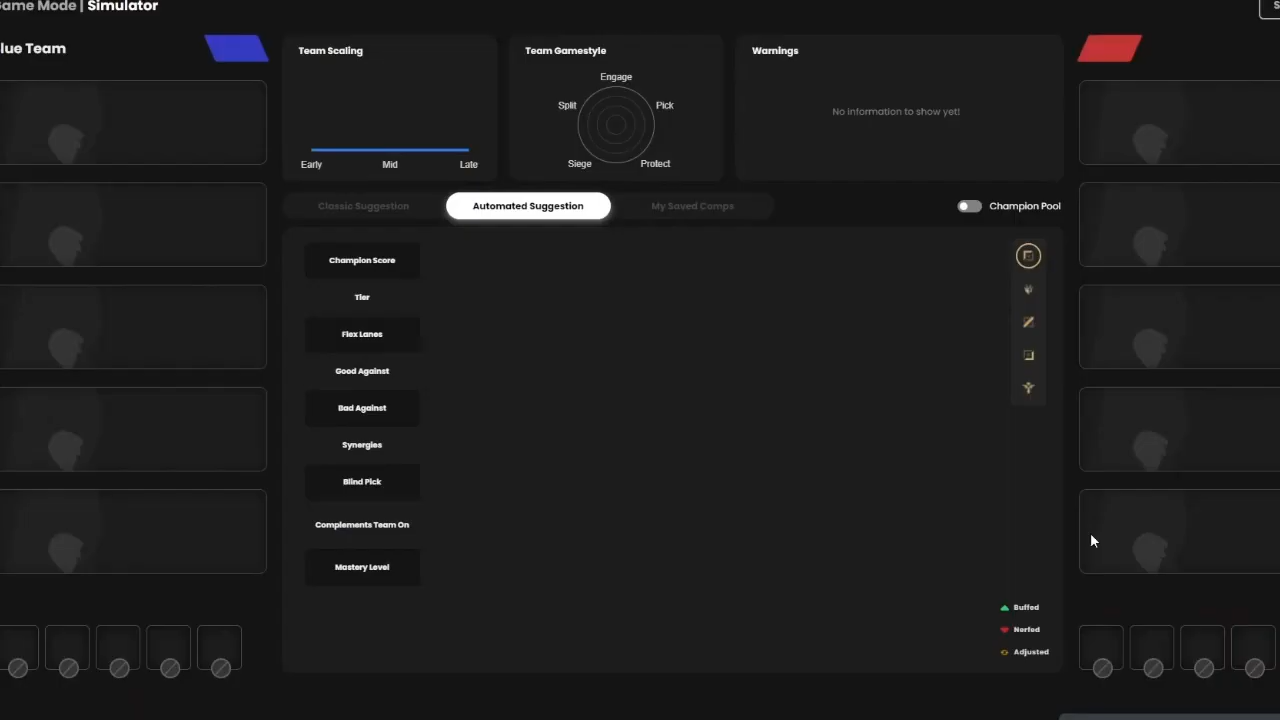 ame Mode | Simulator
S
lue Team
Team Scaling
Early
Mid
Late
Team Gamestyle
Engage
Split
Pick
Siege
Protect
Warnings
No information to show yet!
Classic Suggestion
Automated Suggestion
My Saved Comps
Champion Pool
Champion Score
Tier
Flex Lanes
Good Against
Bad Against
Synergies
Blind Pick
Complements Team On
Mastery Level
Buffed
Nerfed
Adjusted